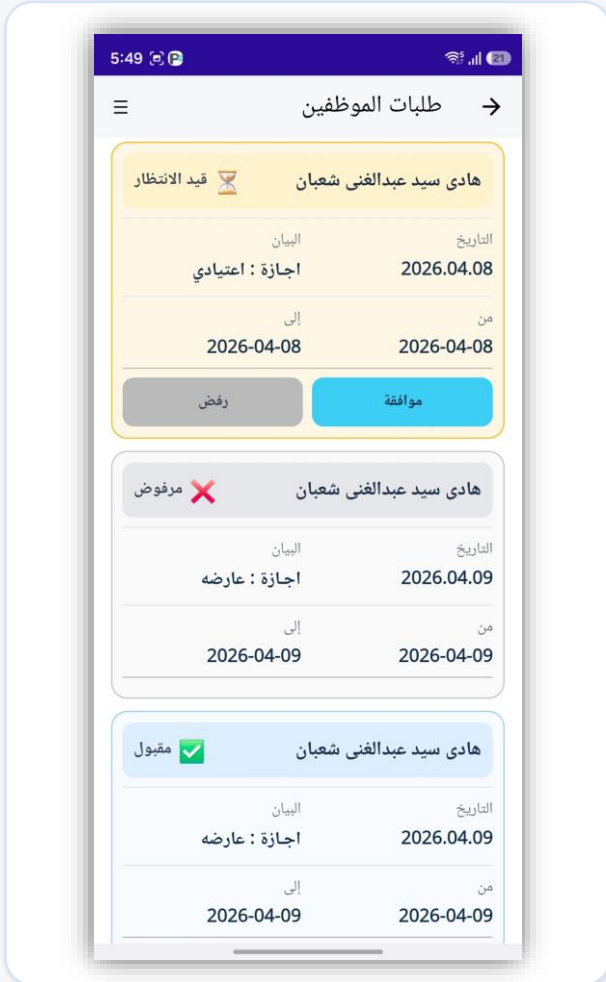 5:49 21
طلبات الموظفين
هادى سيد عبدالغنى شعبان قيد الانتظار
التاريخ البيان
2026.04.08 اجازة : اعتيادي
من إلى
2026-04-08 2026-04-08
موافقة رفض
هادى سيد عبدالغنى شعبان مرفوض
التاريخ البيان
2026.04.09 اجازة : عارضه
من إلى
2026-04-09 2026-04-09
هادى سيد عبدالغنى شعبان مقبول
التاريخ البيان
2026.04.09 اجازة : عارضه
من إلى
2026-04-09 2026-04-09